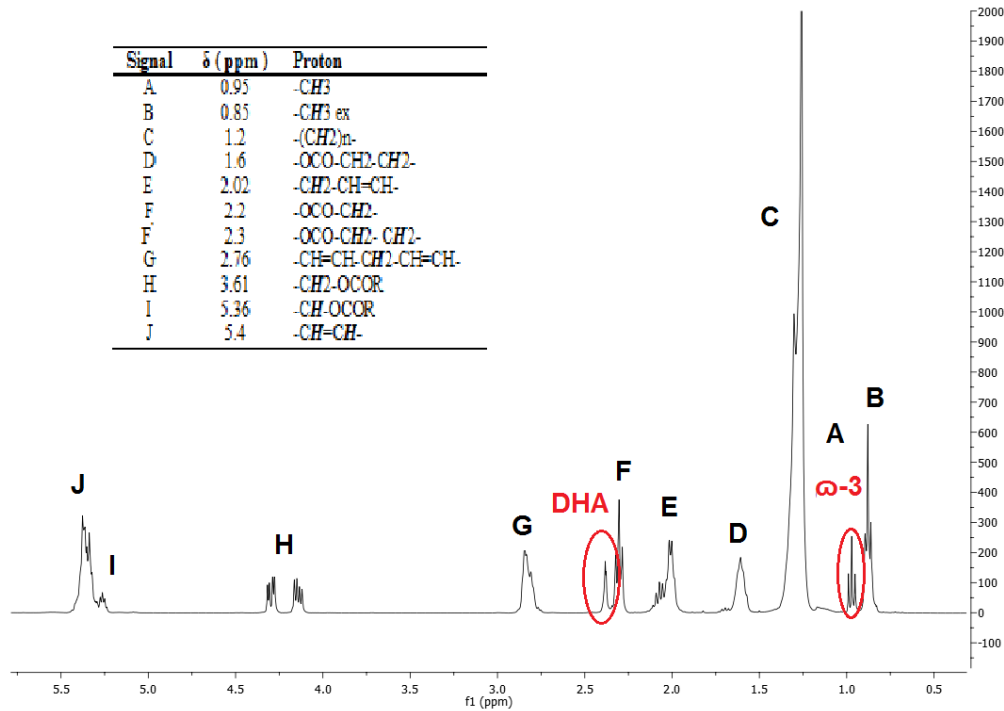 Signal δ (ppm) Proton
A 0.95 -CH3
B 0.85 -CH3 ex
C 1.2 -(CH2)n-
D 1.6 -OCO-CH2-CH2-
E 2.02 -CH2-CH=CH-
F 2.2 -OCO-CH2-
F' 2.3 -OCO-CH2- CH2-
G 2.76 -CH=CH-CH2-CH=CH-
H 3.61 -CH2-OCOR
I 5.36 -CH-OCOR
J 5.4 -CH=CH-
2000
1900
1800
1700
1600
1500
1400
1300
1200
1100
1000
900
800
700
600
500
400
300
200
100
0
-100
C
B
A
ϖ-3
J
I
H
G
DHA
F
E
D
5.5 5.0 4.5 4.0 3.5 3.0 2.5 2.0 1.5 1.0 0.5
f1 (ppm)